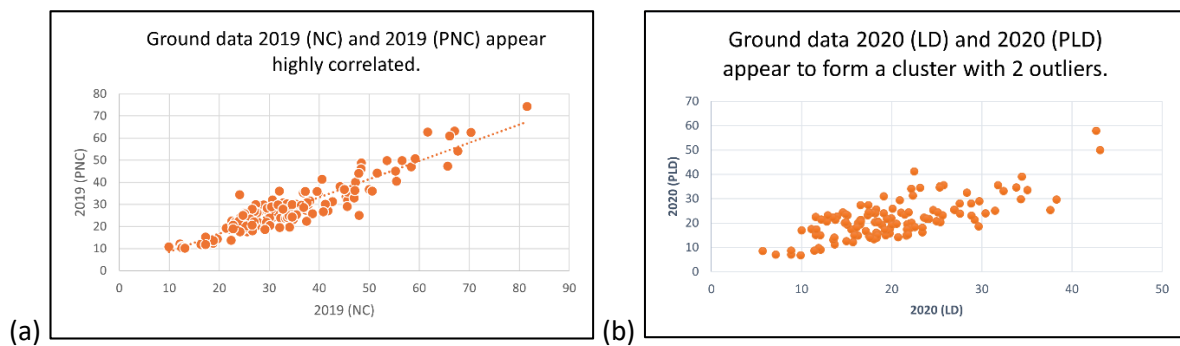 Ground data 2019 (NC) and 2019 (PNC) appear
highly correlated.
80
70
60
50
40
30
20
10
0
2019 (PNC)
0 10 20 30 40 50 60 70 80 90
2019 (NC)
(a)
Ground data 2020 (LD) and 2020 (PLD)
appear to form a cluster with 2 outliers.
70
60
50
40
30
20
10
0
2020 (PLD)
0 10 20 30 40 50
2020 (LD)
(b)